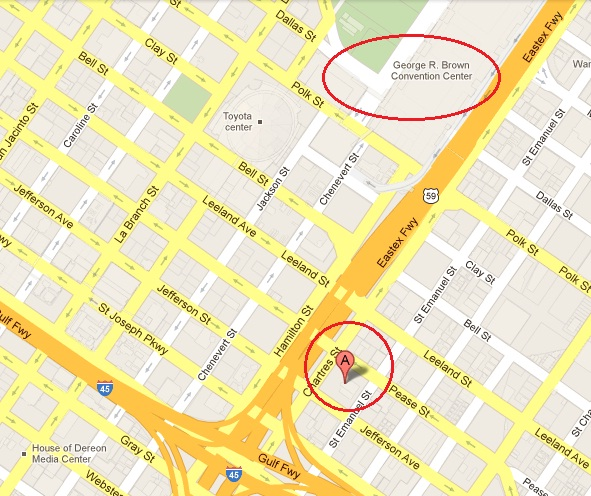 Dallas St
Eastex Fwy
Clay St
George R. Brown
Convention Center
Bell St
Polk St
Caroline St
Toyota
center
St Emanuel St
an Jacinto St
Bell St
Jackson St
Chenevert St
59
Dallas St
Jefferson Ave
La Branch St
Leeland Ave
Eastex Fwy
Polk St
Polk St
Leeland St
Clay St
St Emanuel St
Jefferson St
Bell St
Hamilton St
St Joseph Pkwy
Gulf Fwy
Chenevert St
Chartres St
A
Leeland St
45
Pease St
St Emanuel St
Jefferson Ave
Leeland Ave
House of Dereon
Media Center
Gray St
Gulf Fwy
45
Webster
Pease